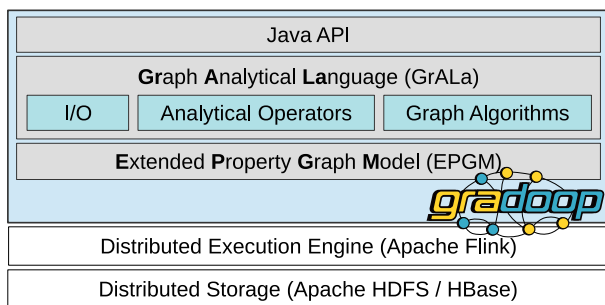 Java API
Graph Analytical Language (GrALa)
I/O
Analytical Operators
Graph Algorithms
Extended Property Graph Model (EPGM)
gradoop
Distributed Execution Engine (Apache Flink)
Distributed Storage (Apache HDFS / HBase)